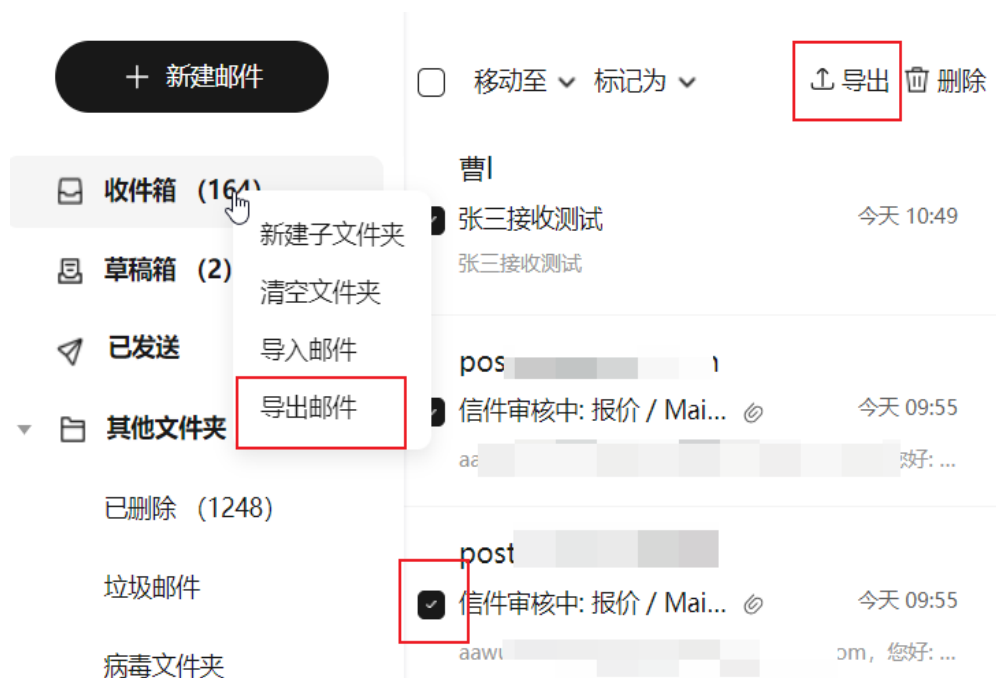 新建邮件
收件箱 (164)
草稿箱 (2)
已发送
其他文件夹
已删除 (1248)
垃圾邮件
病毒文件夹
新建子文件夹
清空文件夹
导入邮件
导出邮件
移动至 标记为 导出 删除
曹
张三接收测试 今天 10:49
张三接收测试
信件审核中: 报价 / Mai... 今天 09:55
您好: ...
post
信件审核中: 报价 / Mai... 今天 09:55
om，您好: ...